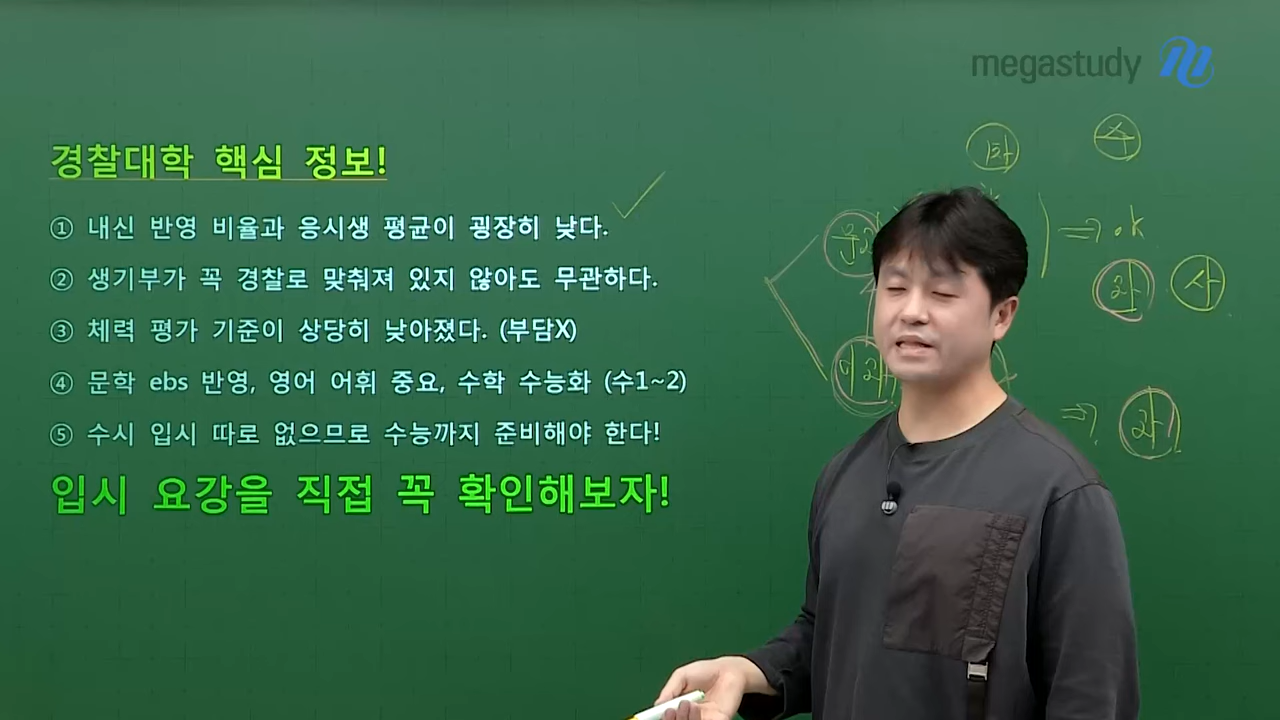 megastudy
경찰대학 핵심 정보!
① 내신 반영 비율과 응시생 평균이 굉장히 낮다.
② 생기부가 꼭 경찰로 맞춰져 있지 않아도 무관하다.
③ 체력 평가 기준이 상당히 낮아졌다. (부담X)
④ 문학 ebs 반영, 영어 어휘 중요, 수학 수능화 (수1~2)
⑤ 수시 입시 따로 없으므로 수능까지 준비해야 한다!
입시 요강을 직접 꼭 확인해보자!
⇒ ok
사